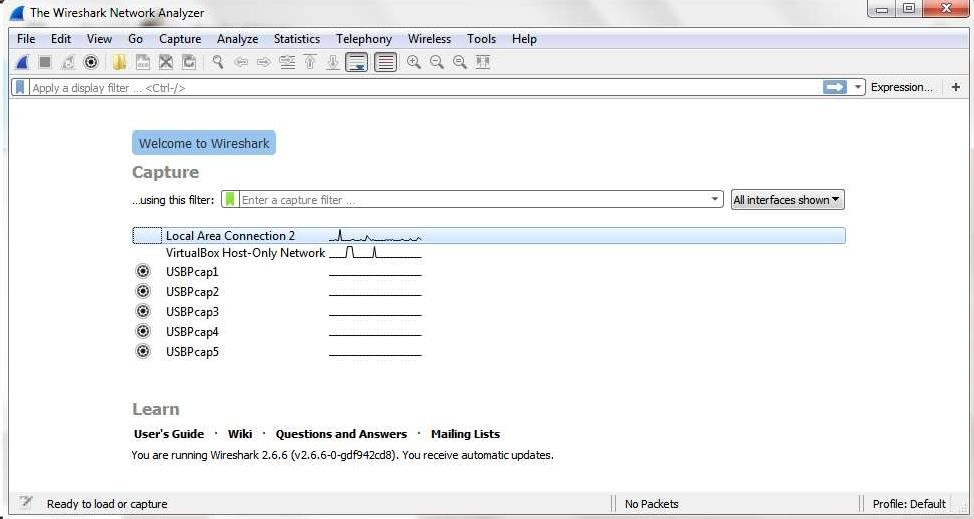 The Wireshark Network Analyzer
File Edit View Go Capture Analyze Statistics Telephony Wireless Tools Help
Apply a display filter ... <Ctrl-/> Expression... +
Welcome to Wireshark
Capture
...using this filter: Enter a capture filter ... All interfaces shown
Local Area Connection 2
VirtualBox Host-Only Network
USBPcap1
USBPcap2
USBPcap3
USBPcap4
USBPcap5
Learn
User's Guide · Wiki · Questions and Answers · Mailing Lists
You are running Wireshark 2.6.6 (v2.6.6-0-gdf942cd8). You receive automatic updates.
Ready to load or capture No Packets Profile: Default